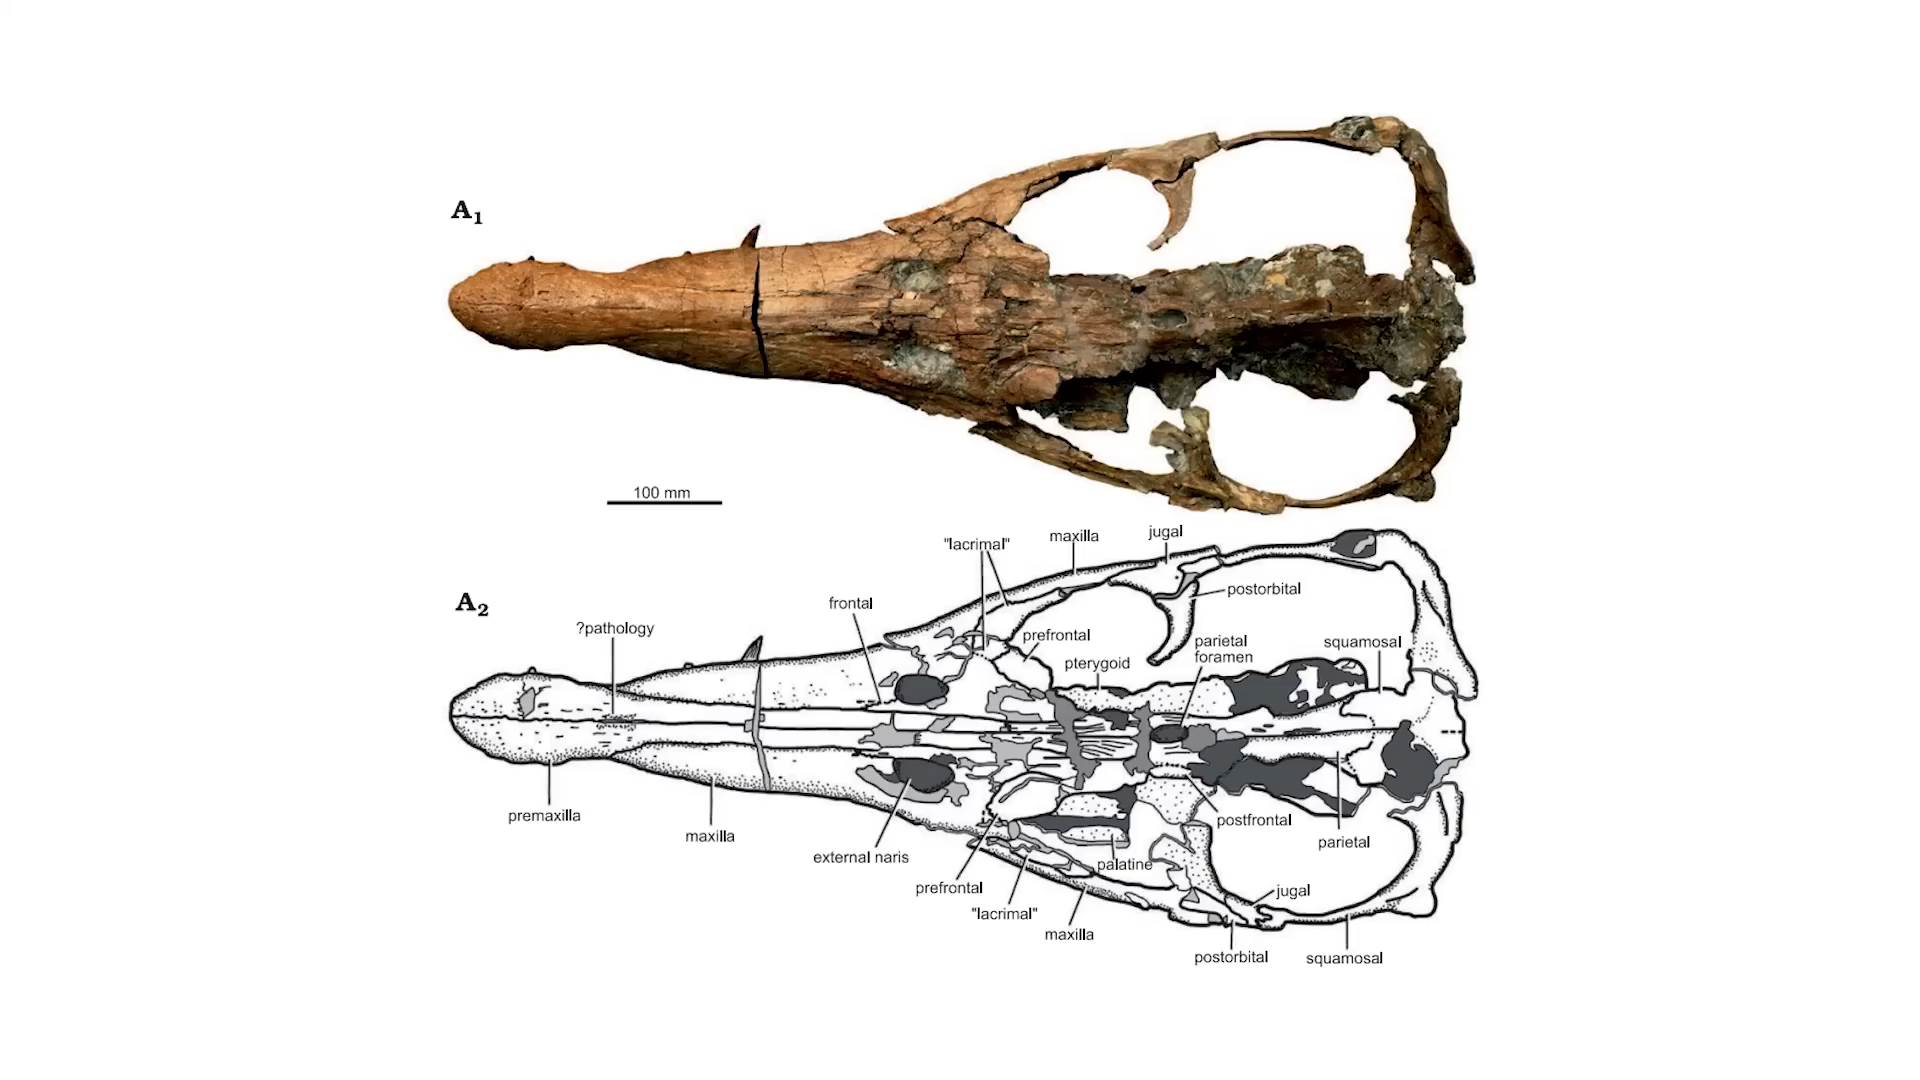 A1
100 mm
"lacrimal"
maxilla
jugal
A2
frontal
postorbital
?pathology
prefrontal
parietal
foramen
squamosal
pterygoid
premaxilla
maxilla
external naris
postfrontal
parietal
palatine
prefrontal
"lacrimal"
jugal
maxilla
postorbital
squamosal